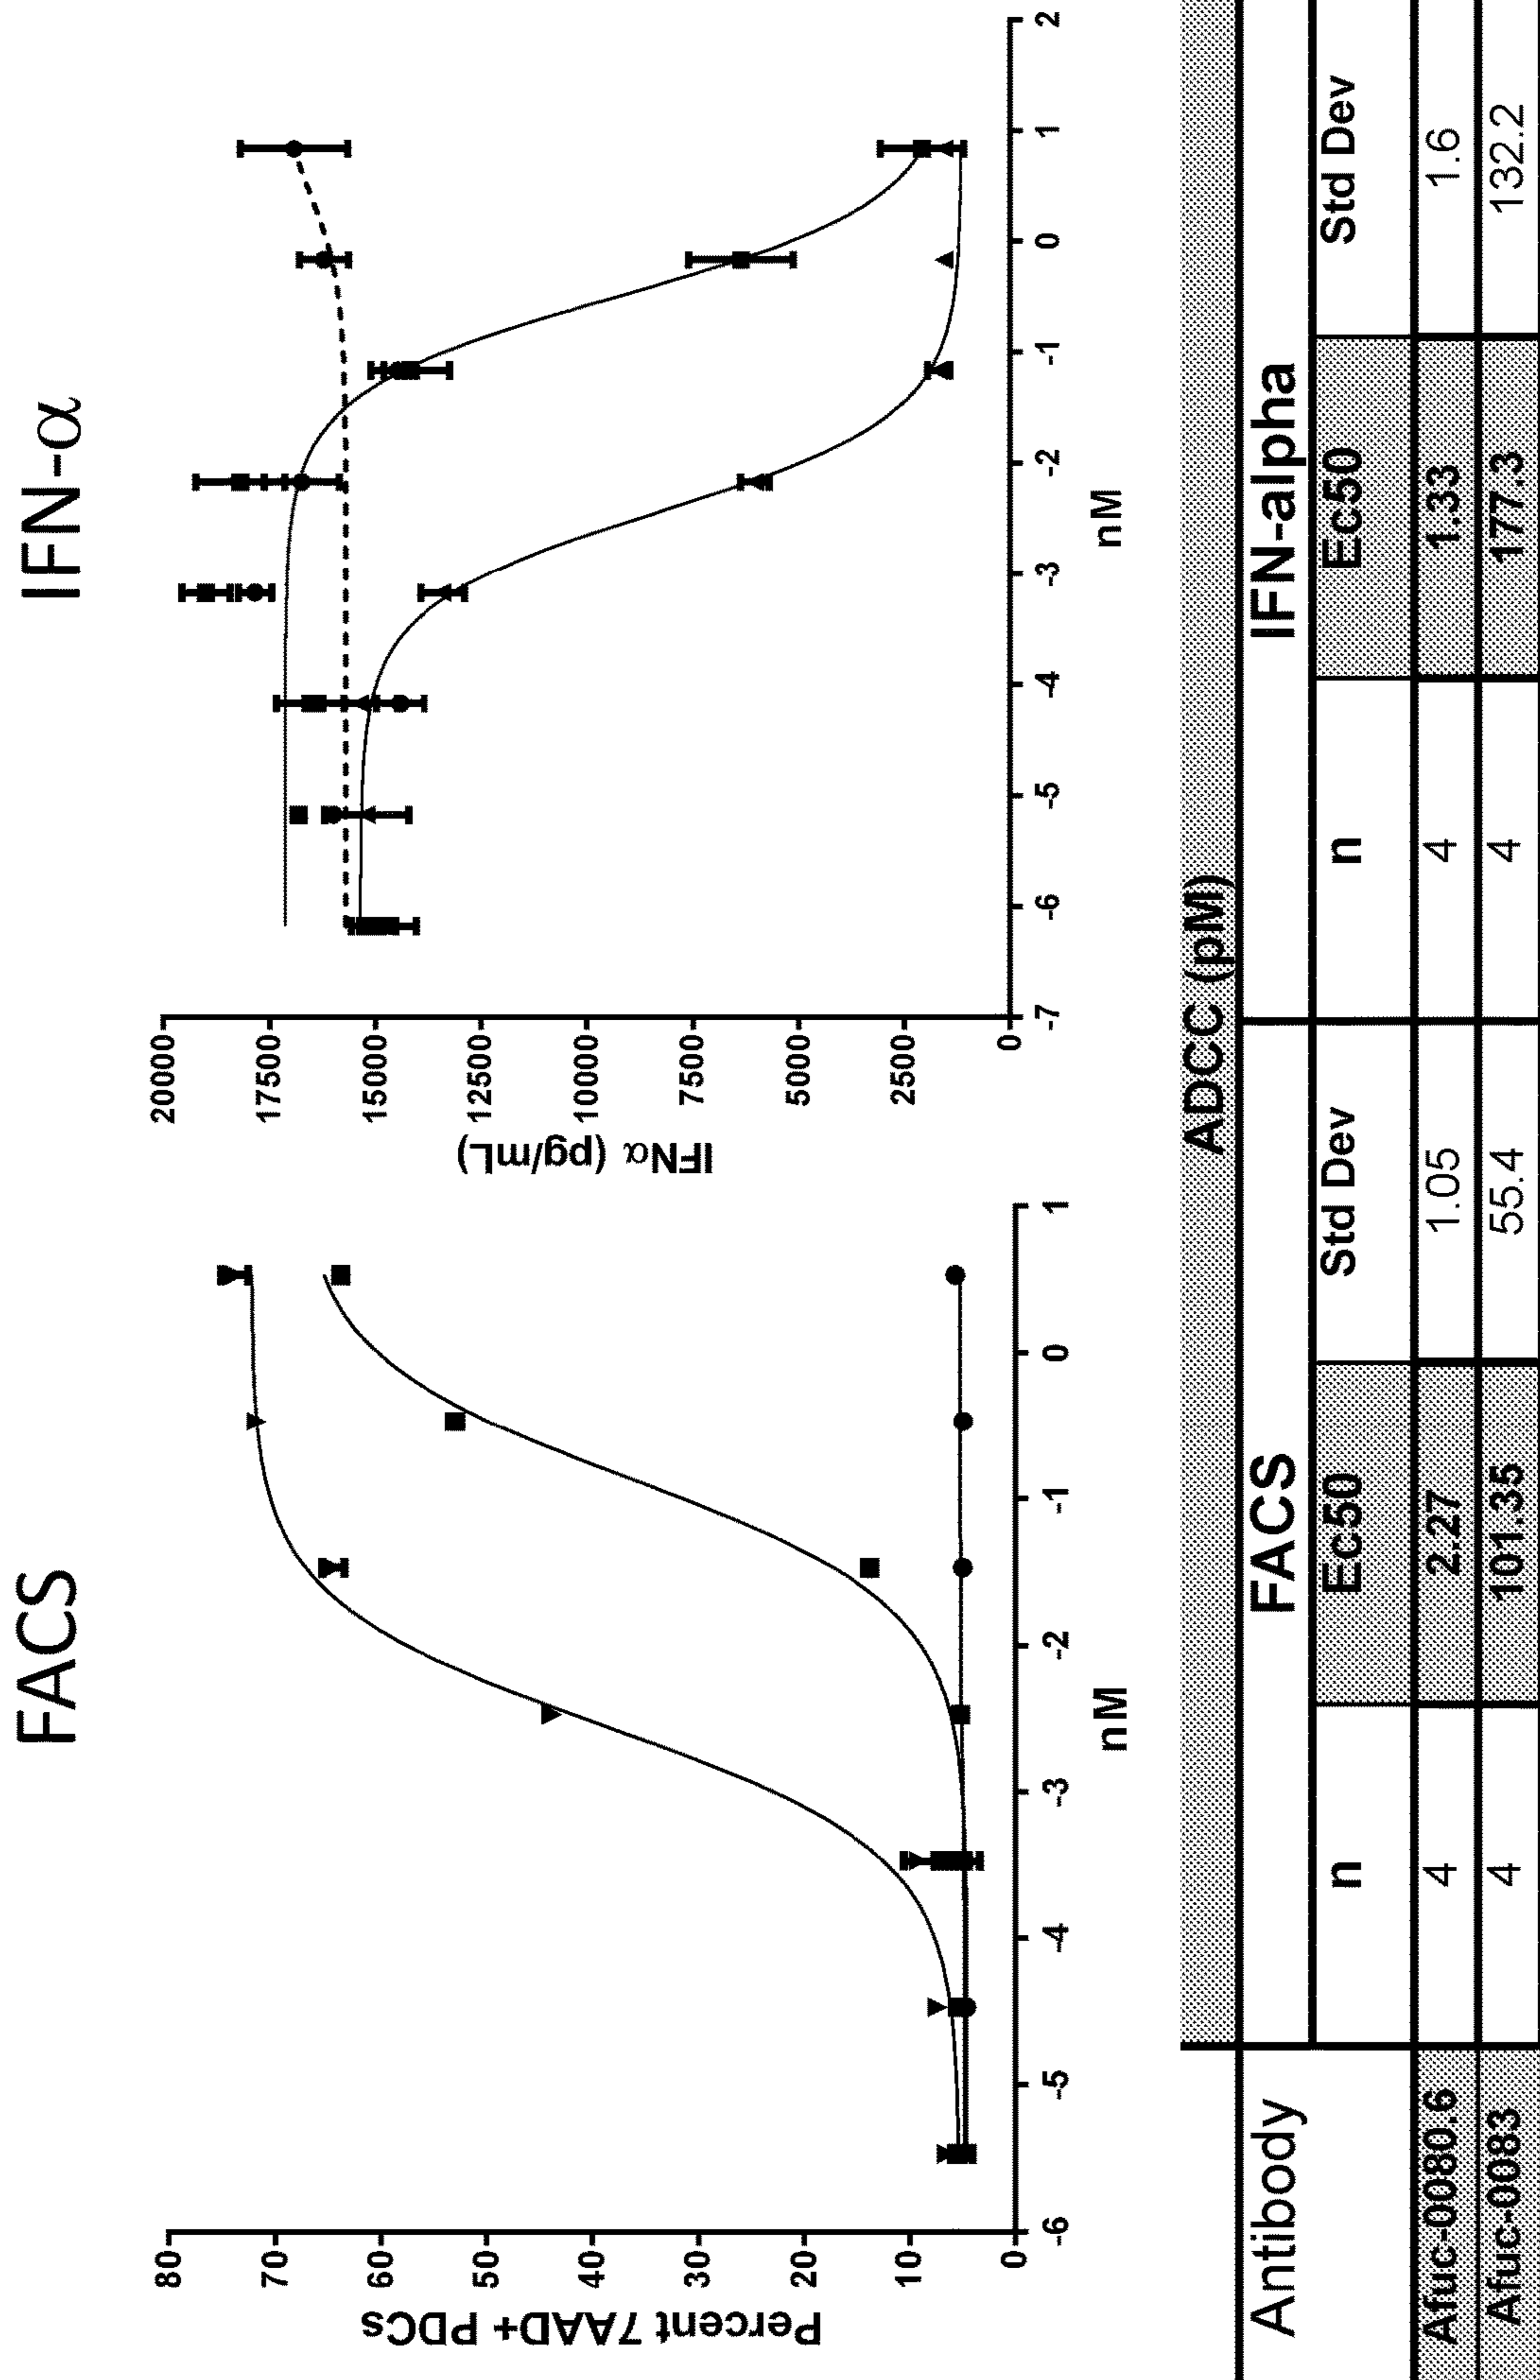 FACS
Percent 7AAD+ PDCs
80
70
60
50
40
30
20
10
0
-6 -5 -4 -3 -2 -1 0 1
nM
IFN-α
IFNα (pg/mL)
20000
17500
15000
12500
10000
7500
5000
2500
0
-7 -6 -5 -4 -3 -2 -1 0 1 2
nM
ADCC (pM)
Antibody FACS IFN-alpha
n Ec50 Std Dev n Ec50 Std Dev
Afuc-0080.6 4 2.27 1.05 4 1.33 1.6
Afuc-0083 4 101.35 55.4 4 177.3 132.2